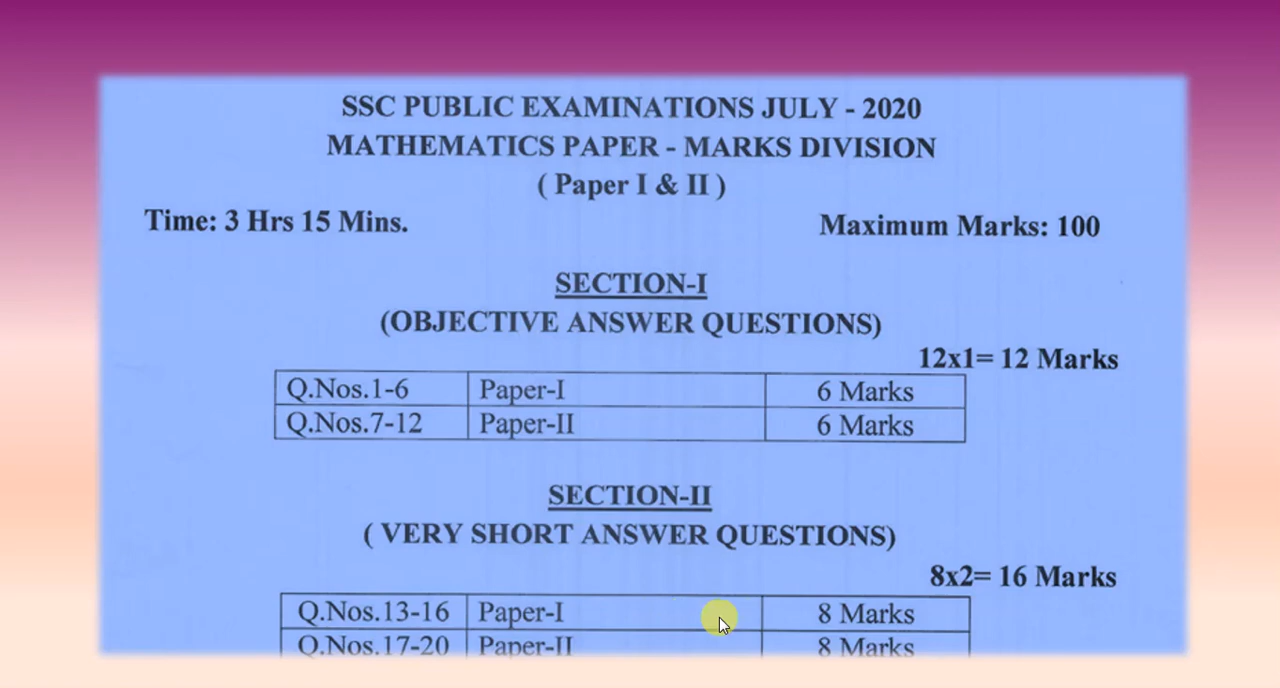 SSC PUBLIC EXAMINATIONS JULY - 2020
MATHEMATICS PAPER - MARKS DIVISION
( Paper I & II )
Time: 3 Hrs 15 Mins. Maximum Marks: 100
SECTION-I
(OBJECTIVE ANSWER QUESTIONS)
12x1= 12 Marks
Q.Nos.1-6 Paper-I 6 Marks
Q.Nos.7-12 Paper-II 6 Marks
SECTION-II
( VERY SHORT ANSWER QUESTIONS)
8x2= 16 Marks
Q.Nos.13-16 Paper-I 8 Marks
Q.Nos.17-20 Paper-II 8 Marks